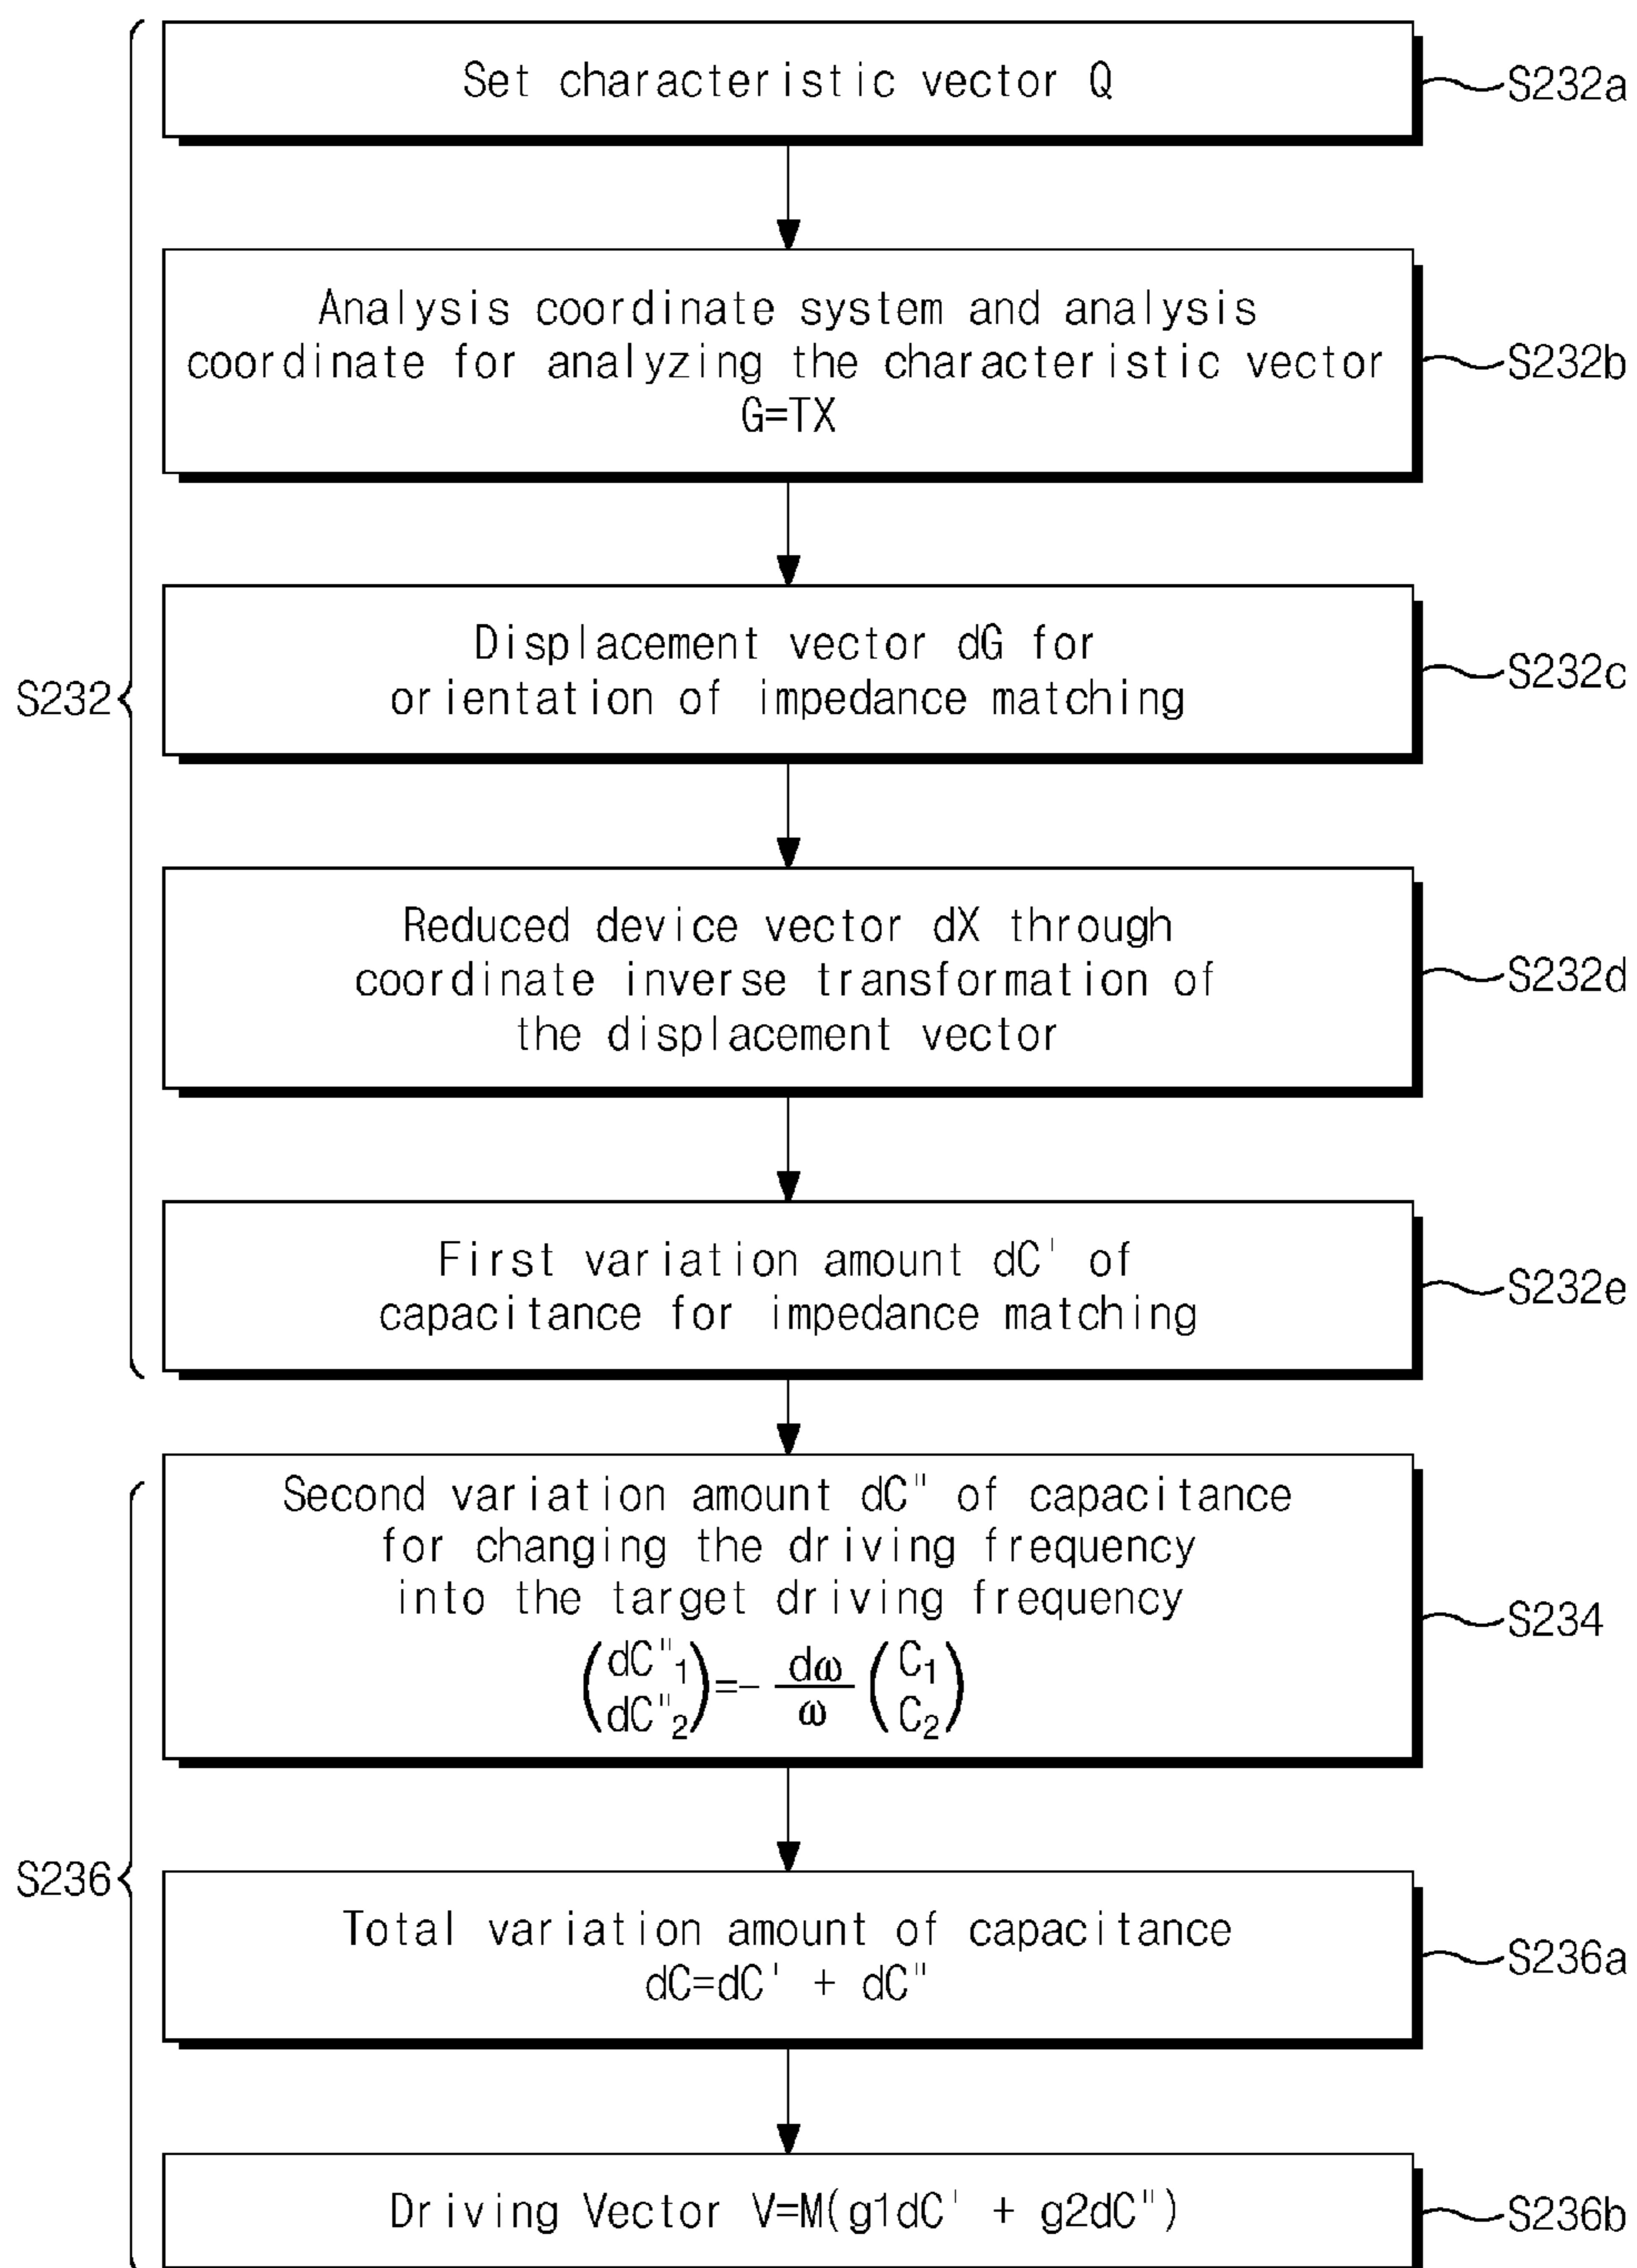 Set characteristic vector Q
S232a
Analysis coordinate system and analysis
coordinate for analyzing the characteristic vector
G=TX
S232b
Displacement vector dG for
orientation of impedance matching
S232c
S232
Reduced device vector dX through
coordinate inverse transformation of
the displacement vector
S232d
First variation amount dC' of
capacitance for impedance matching
S232e
Second variation amount dC" of capacitance
for changing the driving frequency
into the target driving frequency
(dC"₁ dC"₂) = - dω/ω (C₁ C₂)
S234
S236
Total variation amount of capacitance
dC=dC' + dC"
S236a
Driving Vector V=M(g1dC' + g2dC")
S236b